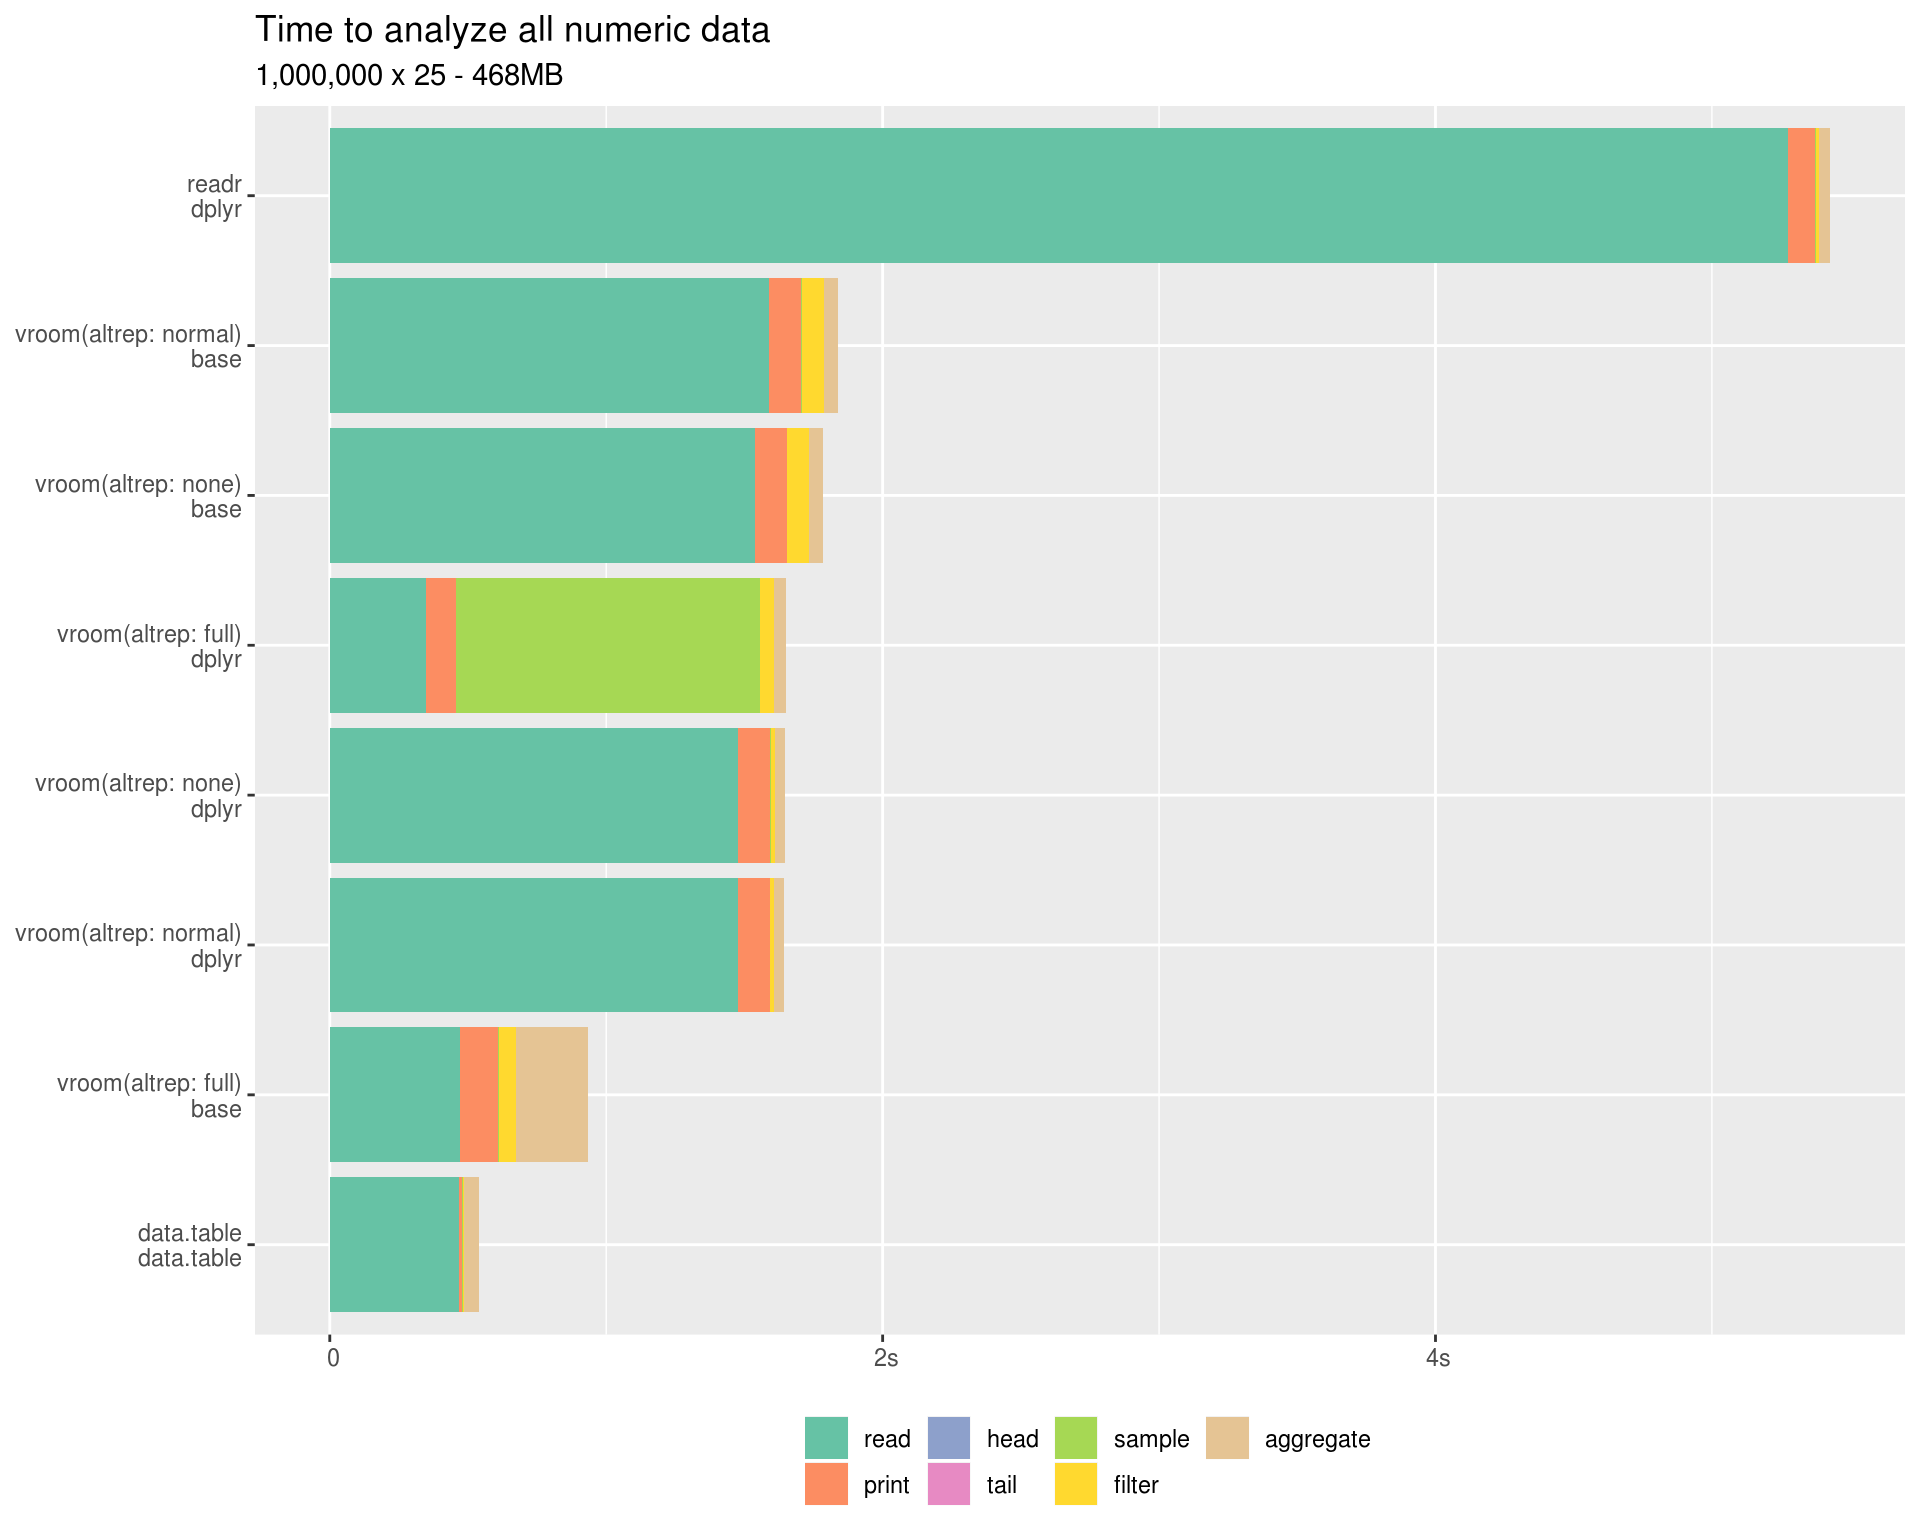 Time to analyze all numeric data
1,000,000 x 25 - 468MB
readr
dplyr
vroom(altrep: normal)
base
vroom(altrep: none)
base
vroom(altrep: full)
dplyr
vroom(altrep: none)
dplyr
vroom(altrep: normal)
dplyr
vroom(altrep: full)
base
data.table
data.table
0 2s 4s
read head sample aggregate
print tail filter